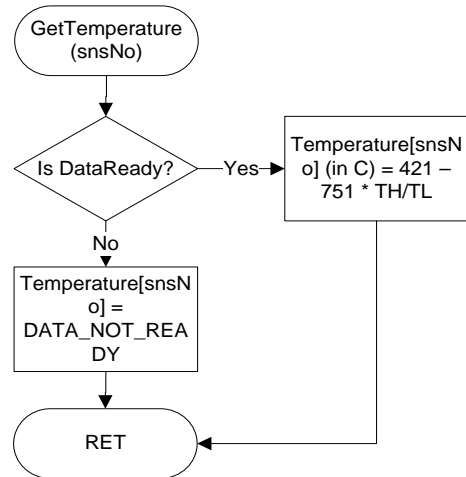 GetTemperature
(snsNo)
Is DataReady?
Yes
Temperature[snsN
o] (in C) = 421 –
751 * TH/TL
No
Temperature[snsN
o] =
DATA_NOT_REA
DY
RET